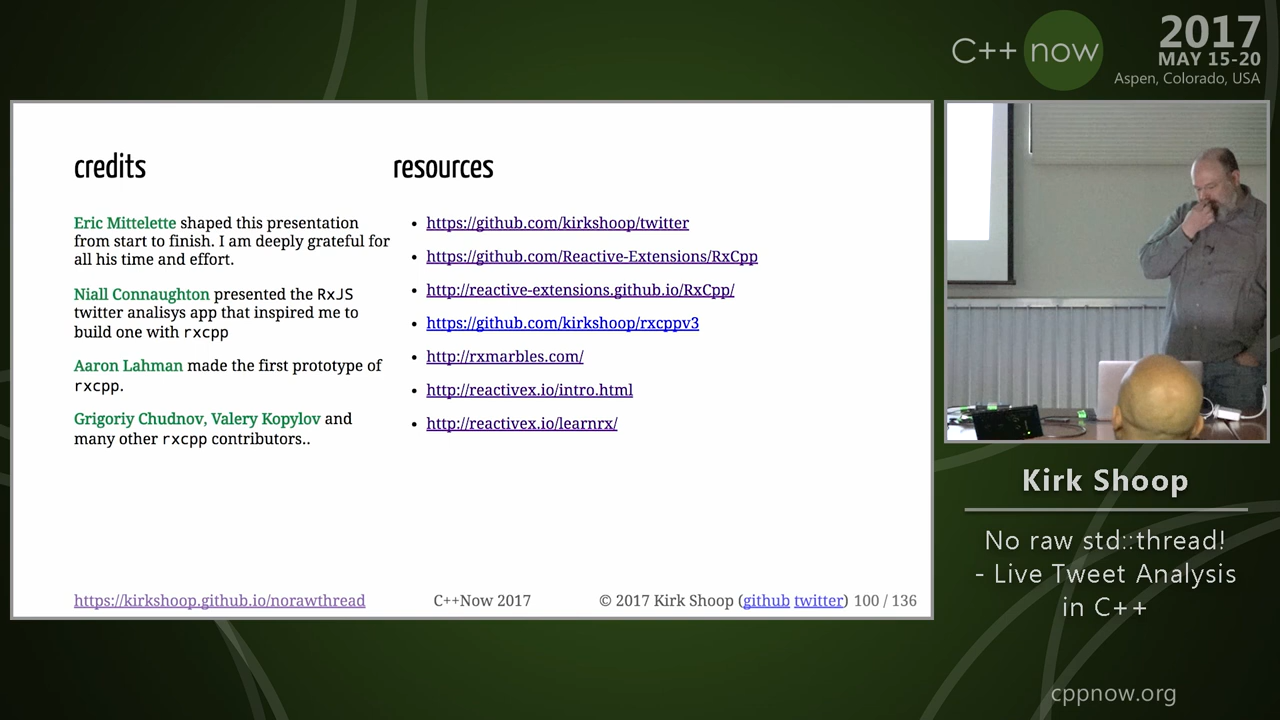 C++ now
2017
MAY 15-20
Aspen, Colorado, USA
credits
Eric Mittelette shaped this presentation
from start to finish. I am deeply grateful for
all his time and effort.
Niall Connaughton presented the RxJS
twitter analisys app that inspired me to
build one with rxcpp
Aaron Lahman made the first prototype of
rxcpp.
Grigoriy Chudnov, Valery Kopylov and
many other rxcpp contributors..
resources
• https://github.com/kirkshoop/twitter
• https://github.com/Reactive-Extensions/RxCpp
• http://reactive-extensions.github.io/RxCpp/
• https://github.com/kirkshoop/rxcppv3
• http://rxmarbles.com/
• http://reactivex.io/intro.html
• http://reactivex.io/learnrx/
https://kirkshoop.github.io/norawthread
C++Now 2017
© 2017 Kirk Shoop (github twitter) 100 / 136
Kirk Shoop
No raw std::thread!
- Live Tweet Analysis
in C++
cppnow.org